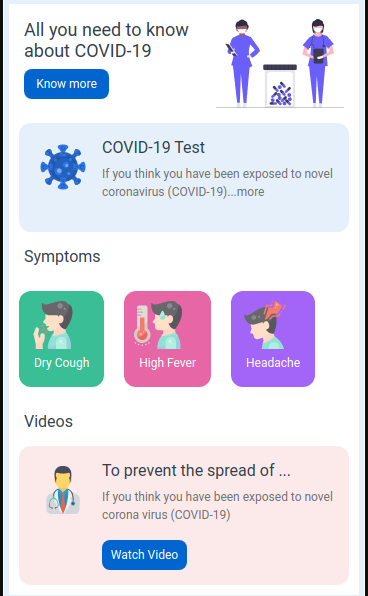 All you need to know
about COVID-19
Know more
COVID-19 Test
If you think you have been exposed to novel
coronavirus (COVID-19)...more
Symptoms
Dry Cough
High Fever
Headache
Videos
To prevent the spread of ...
If you think you have been exposed to novel
corona virus (COVID-19)
Watch Video